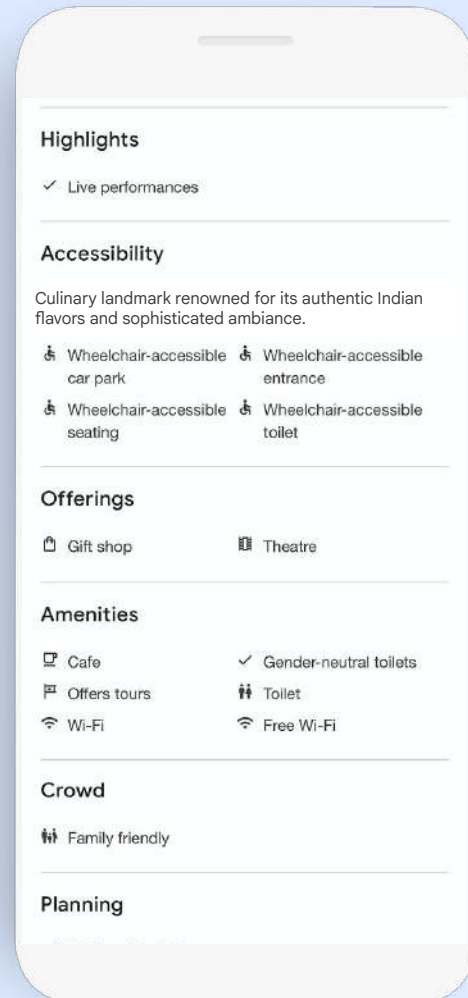 Highlights
Live performances
Accessibility
Culinary landmark renowned for its authentic Indian
flavors and sophisticated ambiance.
Wheelchair-accessible car park
Wheelchair-accessible entrance
Wheelchair-accessible seating
Wheelchair-accessible toilet
Offerings
Gift shop
Theatre
Amenities
Cafe
Gender-neutral toilets
Offers tours
Toilet
Wi-Fi
Free Wi-Fi
Crowd
Family friendly
Planning